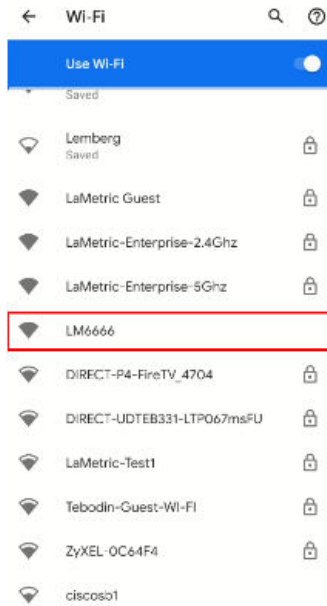 Wi-Fi
Use Wi-Fi
Saved
Lemberg
Saved
LaMetric Guest
LaMetric-Enterprise-2.4Ghz
LaMetric-Enterprise-5Ghz
LM6666
DIRECT-P4-FireTV_4704
DIRECT-UDTEB331-LTP067msFU
LaMetric-Test1
Tebodin-Guest-WI-FI
ZyXEL-0C64F4
ciscosb1